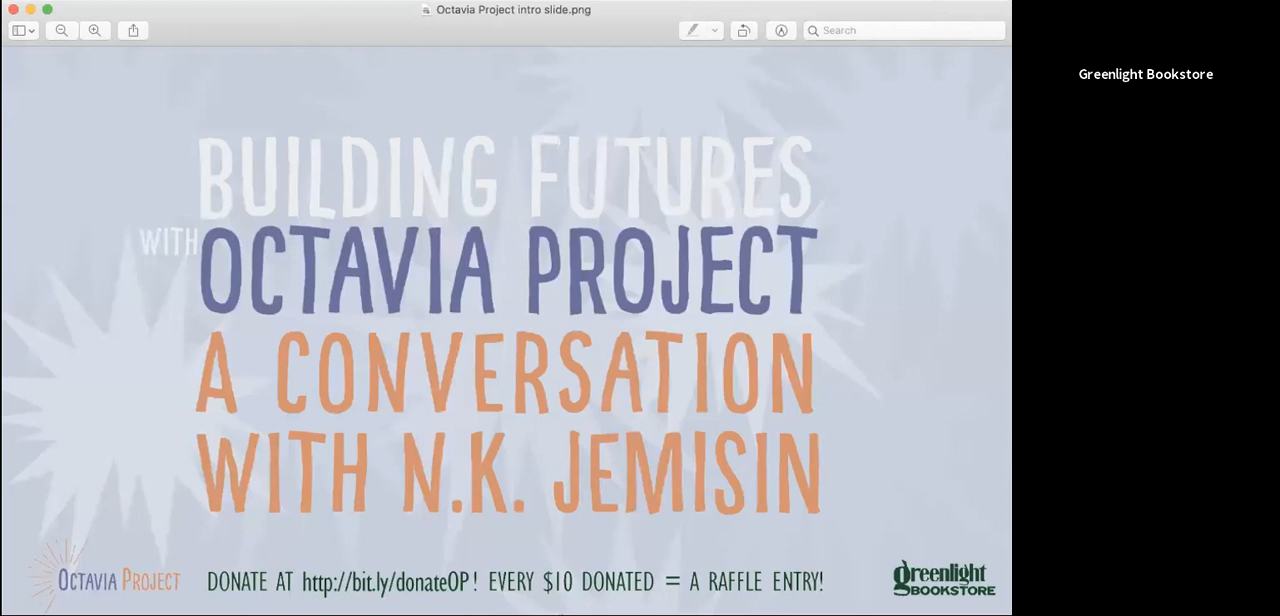 Octavia Project intro slide.png
Search
Greenlight Bookstore
BUILDING FUTURES
WITH OCTAVIA PROJECT
A CONVERSATION
WITH N.K. JEMISIN
OCTAVIA PROJECT
DONATE AT http://bit.ly/donateOP! EVERY $10 DONATED = A RAFFLE ENTRY!
greenlight
BOOKSTORE